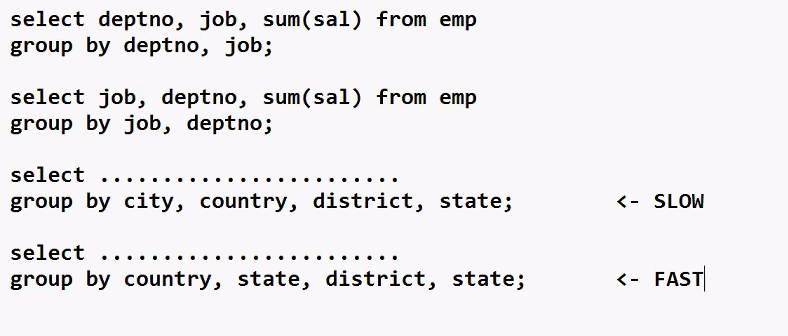 select deptno, job, sum(sal) from emp
group by deptno, job;
select job, deptno, sum(sal) from emp
group by job, deptno;
select ........................
group by city, country, district, state; <- SLOW
select ........................
group by country, state, district, state; <- FAST